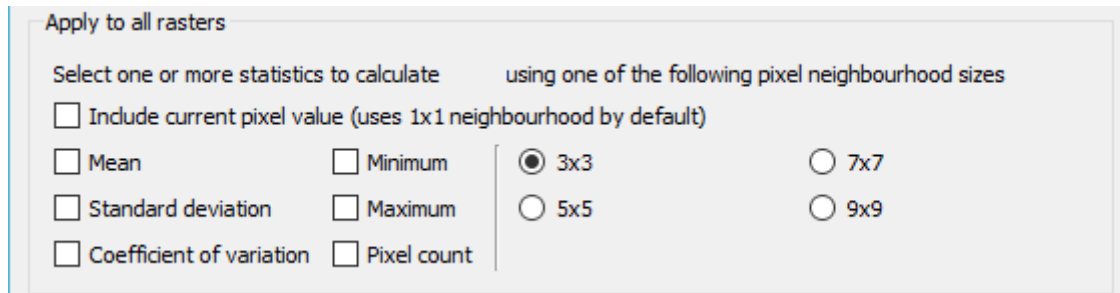 Apply to all rasters
Select one or more statistics to calculate using one of the following pixel neighbourhood sizes
Include current pixel value (uses 1x1 neighbourhood by default)
Mean Minimum 3x3 7x7
Standard deviation Maximum 5x5 9x9
Coefficient of variation Pixel count